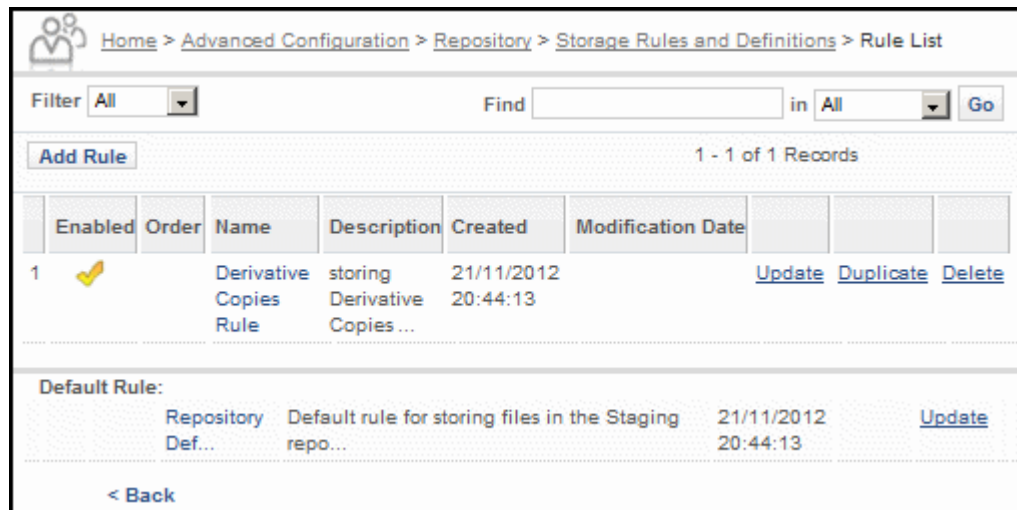 Home > Advanced Configuration > Repository > Storage Rules and Definitions > Rule List
Filter All Find in All Go
Add Rule 1 - 1 of 1 Records
Enabled Order Name Description Created Modification Date
1 Derivative storing 21/11/2012 Update Duplicate Delete
Copies Derivative 20:44:13
Rule Copies ...
Default Rule:
Repository Default rule for storing files in the Staging 21/11/2012 Update
Def... repo... 20:44:13
< Back